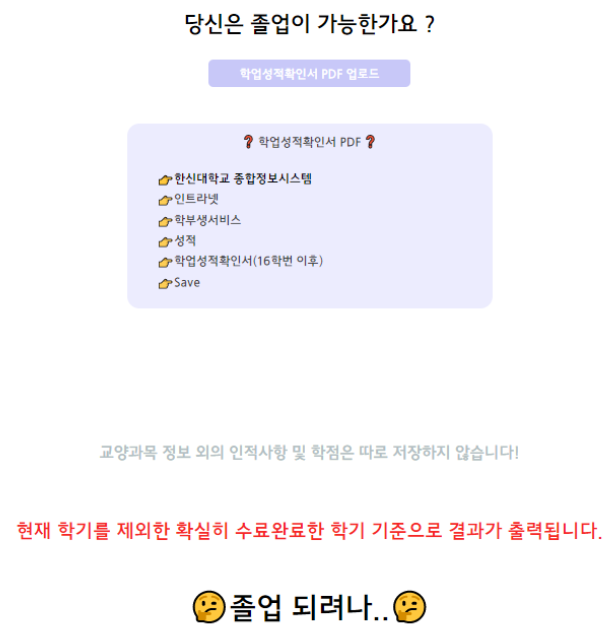 당신은 졸업이 가능한가요 ?
학업성적확인서 PDF 업로드
❓ 학업성적확인서 PDF ❓
👉한신대학교 종합정보시스템
👉인트라넷
👉학부생서비스
👉성적
👉학업성적확인서(16학번 이후)
👉Save
교양과목 정보 외의 인적사항 및 학점은 따로 저장하지 않습니다!
현재 학기를 제외한 확실히 수료완료한 학기 기준으로 결과가 출력됩니다.
🤔졸업 되려나..🤔